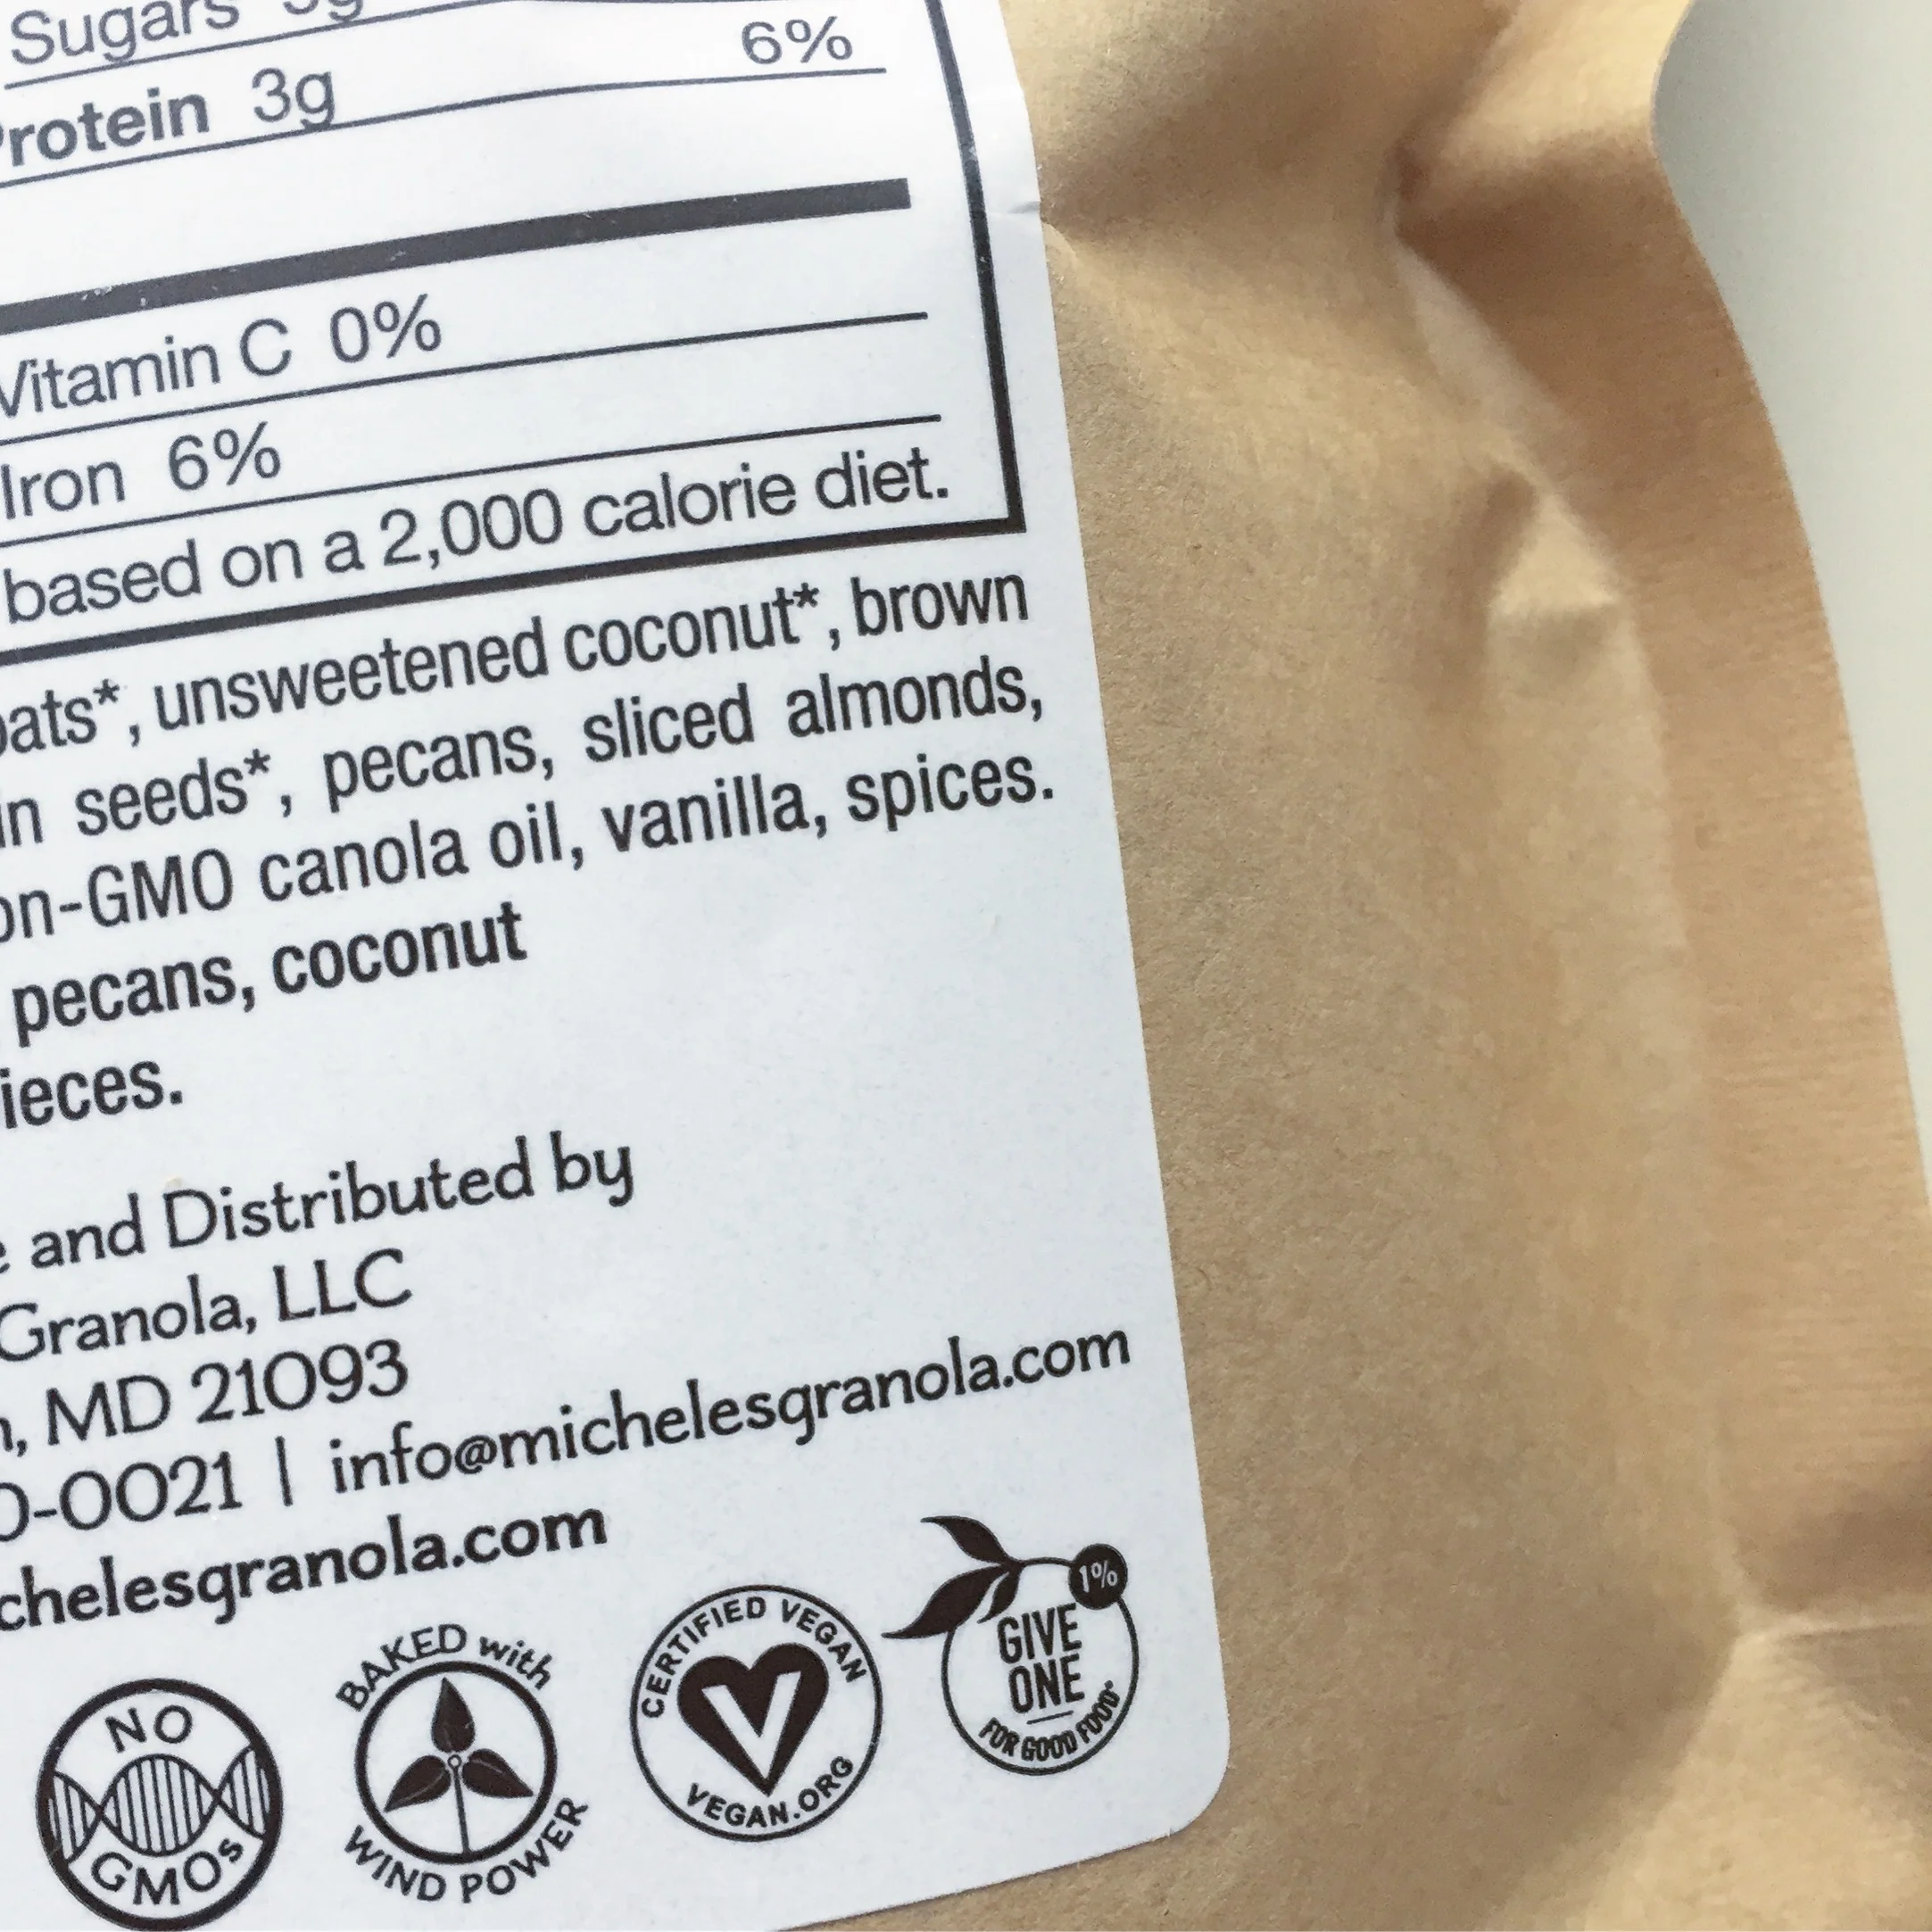 Sugars
Protein 3g 6%
Vitamin C 0%
Iron 6%
based on a 2,000 calorie diet.
oats*, unsweetened coconut*, brown
in seeds*, pecans, sliced almonds,
on-GMO canola oil, vanilla, spices.
pecans, coconut
ieces.
and Distributed by
Granola, LLC
, MD 21093
0-0021 | info@michelesgranola.com
chelesgranola.com
NO
GMOs
BAKED with
WIND POWER
CERTIFIED VEGAN
V
VEGAN.ORG
1%
GIVE
ONE
FOR GOOD FOOD